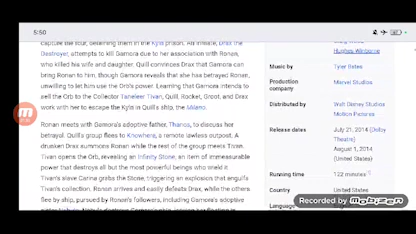 5:50
capture the four, detaining them in the Kyln prison. An inmate, Drax the
Destroyer, attempts to kill Gamora due to her association with Ronan,
who killed his wife and daughter. Quill convinces Drax that Gamora can
bring Ronan to him, though Gamora reveals that she has betrayed Ronan,
unwilling to let him use the Orb's power. Learning that Gamora intends to
sell the Orb to the Collector Taneleer Tivan, Quill, Rocket, Groot, and Drax
work with her to escape the Kyln in Quill's ship, the Milano.
Ronan meets with Gamora's adoptive father, Thanos, to discuss her
betrayal. Quill's group flees to Knowhere, a remote lawless outpost. A
drunken Drax summons Ronan while the rest of the group meets Tivan.
Tivan opens the Orb, revealing an Infinity Stone, an item of immeasurable
power that destroys all but the most powerful beings who wield it.
Tivan's slave Carina grabs the Stone, triggering an explosion that engulfs
Tivan's collection. Ronan arrives and easily defeats Drax, while the others
flee by ship, pursued by Ronan's followers, including Gamora's adoptive
Hughes Winborne
Music by Tyler Bates
Production company Marvel Studios
Distributed by Walt Disney Studios
Motion Pictures
Release dates July 21, 2014 (Dolby
Theatre)
August 1, 2014
(United States)
Running time 122 minutes
Country United States
Language
Recorded by mobizen